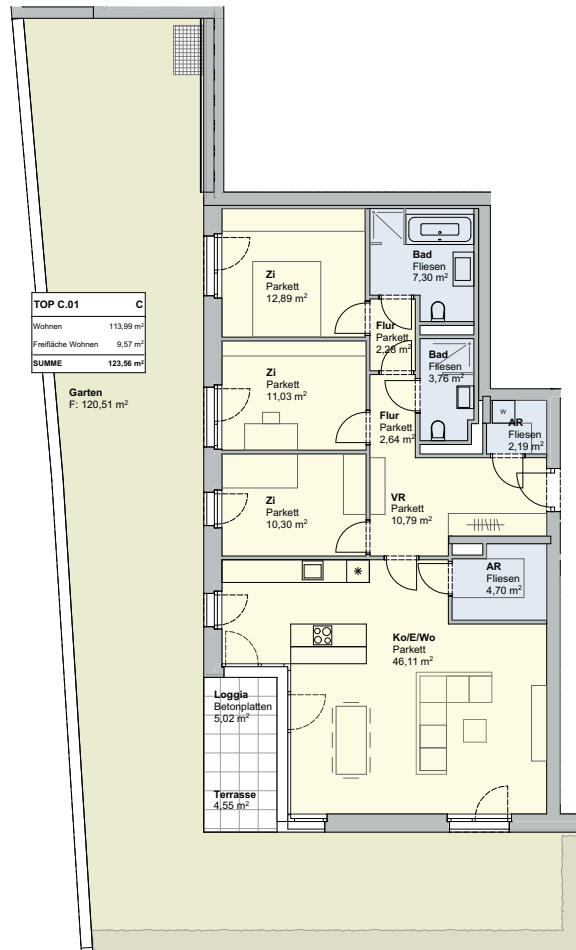 Zi
Parkett
12,89 m²
Bad
Fliesen
7,30 m²
Flur
Parkett
2,28 m²
TOP C.01 C
Wohnen 113,99 m²
Freifläche Wohnen 9,57 m²
SUMME 123,56 m²
Garten
F: 120,51 m²
Zi
Parkett
11,03 m²
Bad
Fliesen
3,76 m²
Flur
Parkett
2,64 m²
W
AR
Fliesen
2,19 m²
Zi
Parkett
10,30 m²
VR
Parkett
10,79 m²
AR
Fliesen
4,70 m²
Ko/E/Wo
Parkett
46,11 m²
Loggia
Betonplatten
5,02 m²
Terrasse
4,55 m²